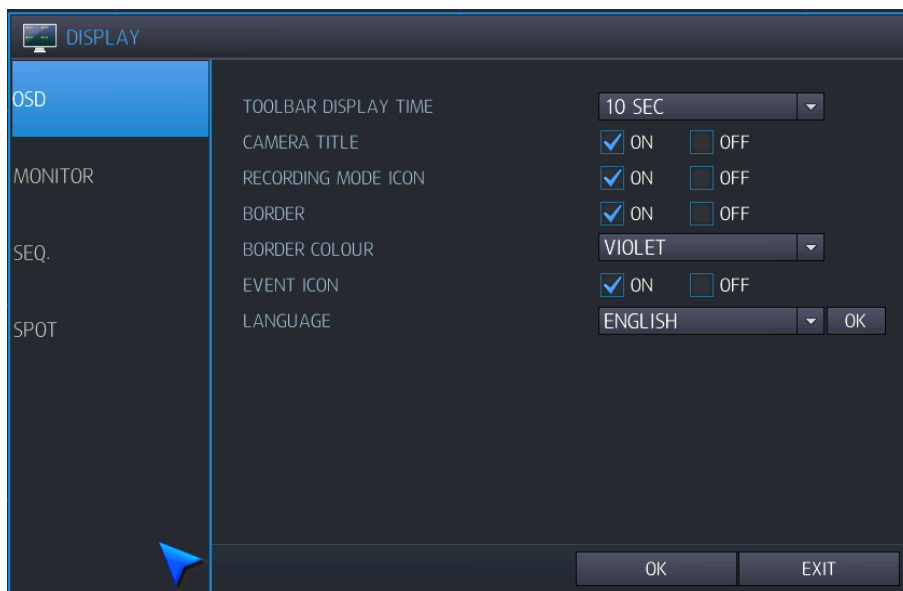 DISPLAY
OSD
MONITOR
SEQ.
SPOT
TOOLBAR DISPLAY TIME 10 SEC
CAMERA TITLE ON OFF
RECORDING MODE ICON ON OFF
BORDER ON OFF
BORDER COLOUR VIOLET
EVENT ICON ON OFF
LANGUAGE ENGLISH OK
OK EXIT